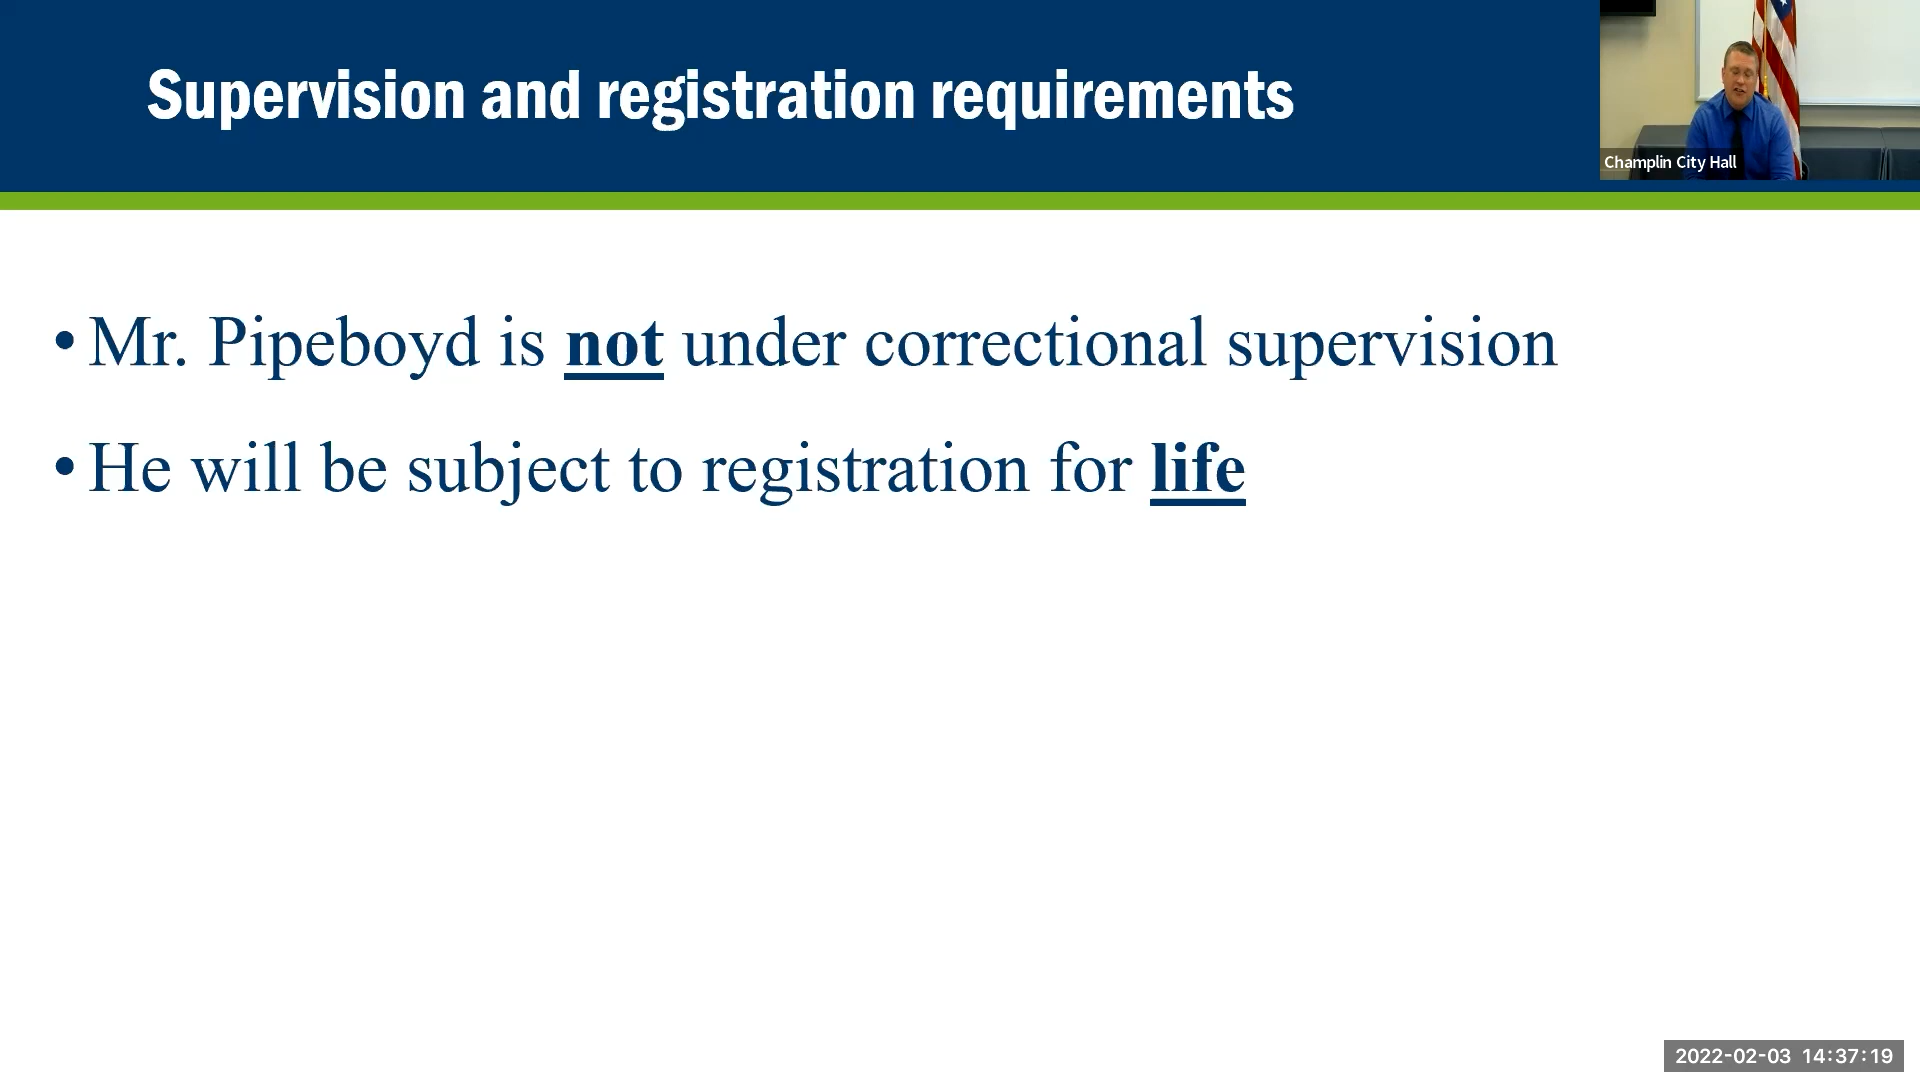 Supervision and registration requirements
Champlin City Hall
• Mr. Pipeboyd is not under correctional supervision
• He will be subject to registration for life
2022-02-03 14:37:19